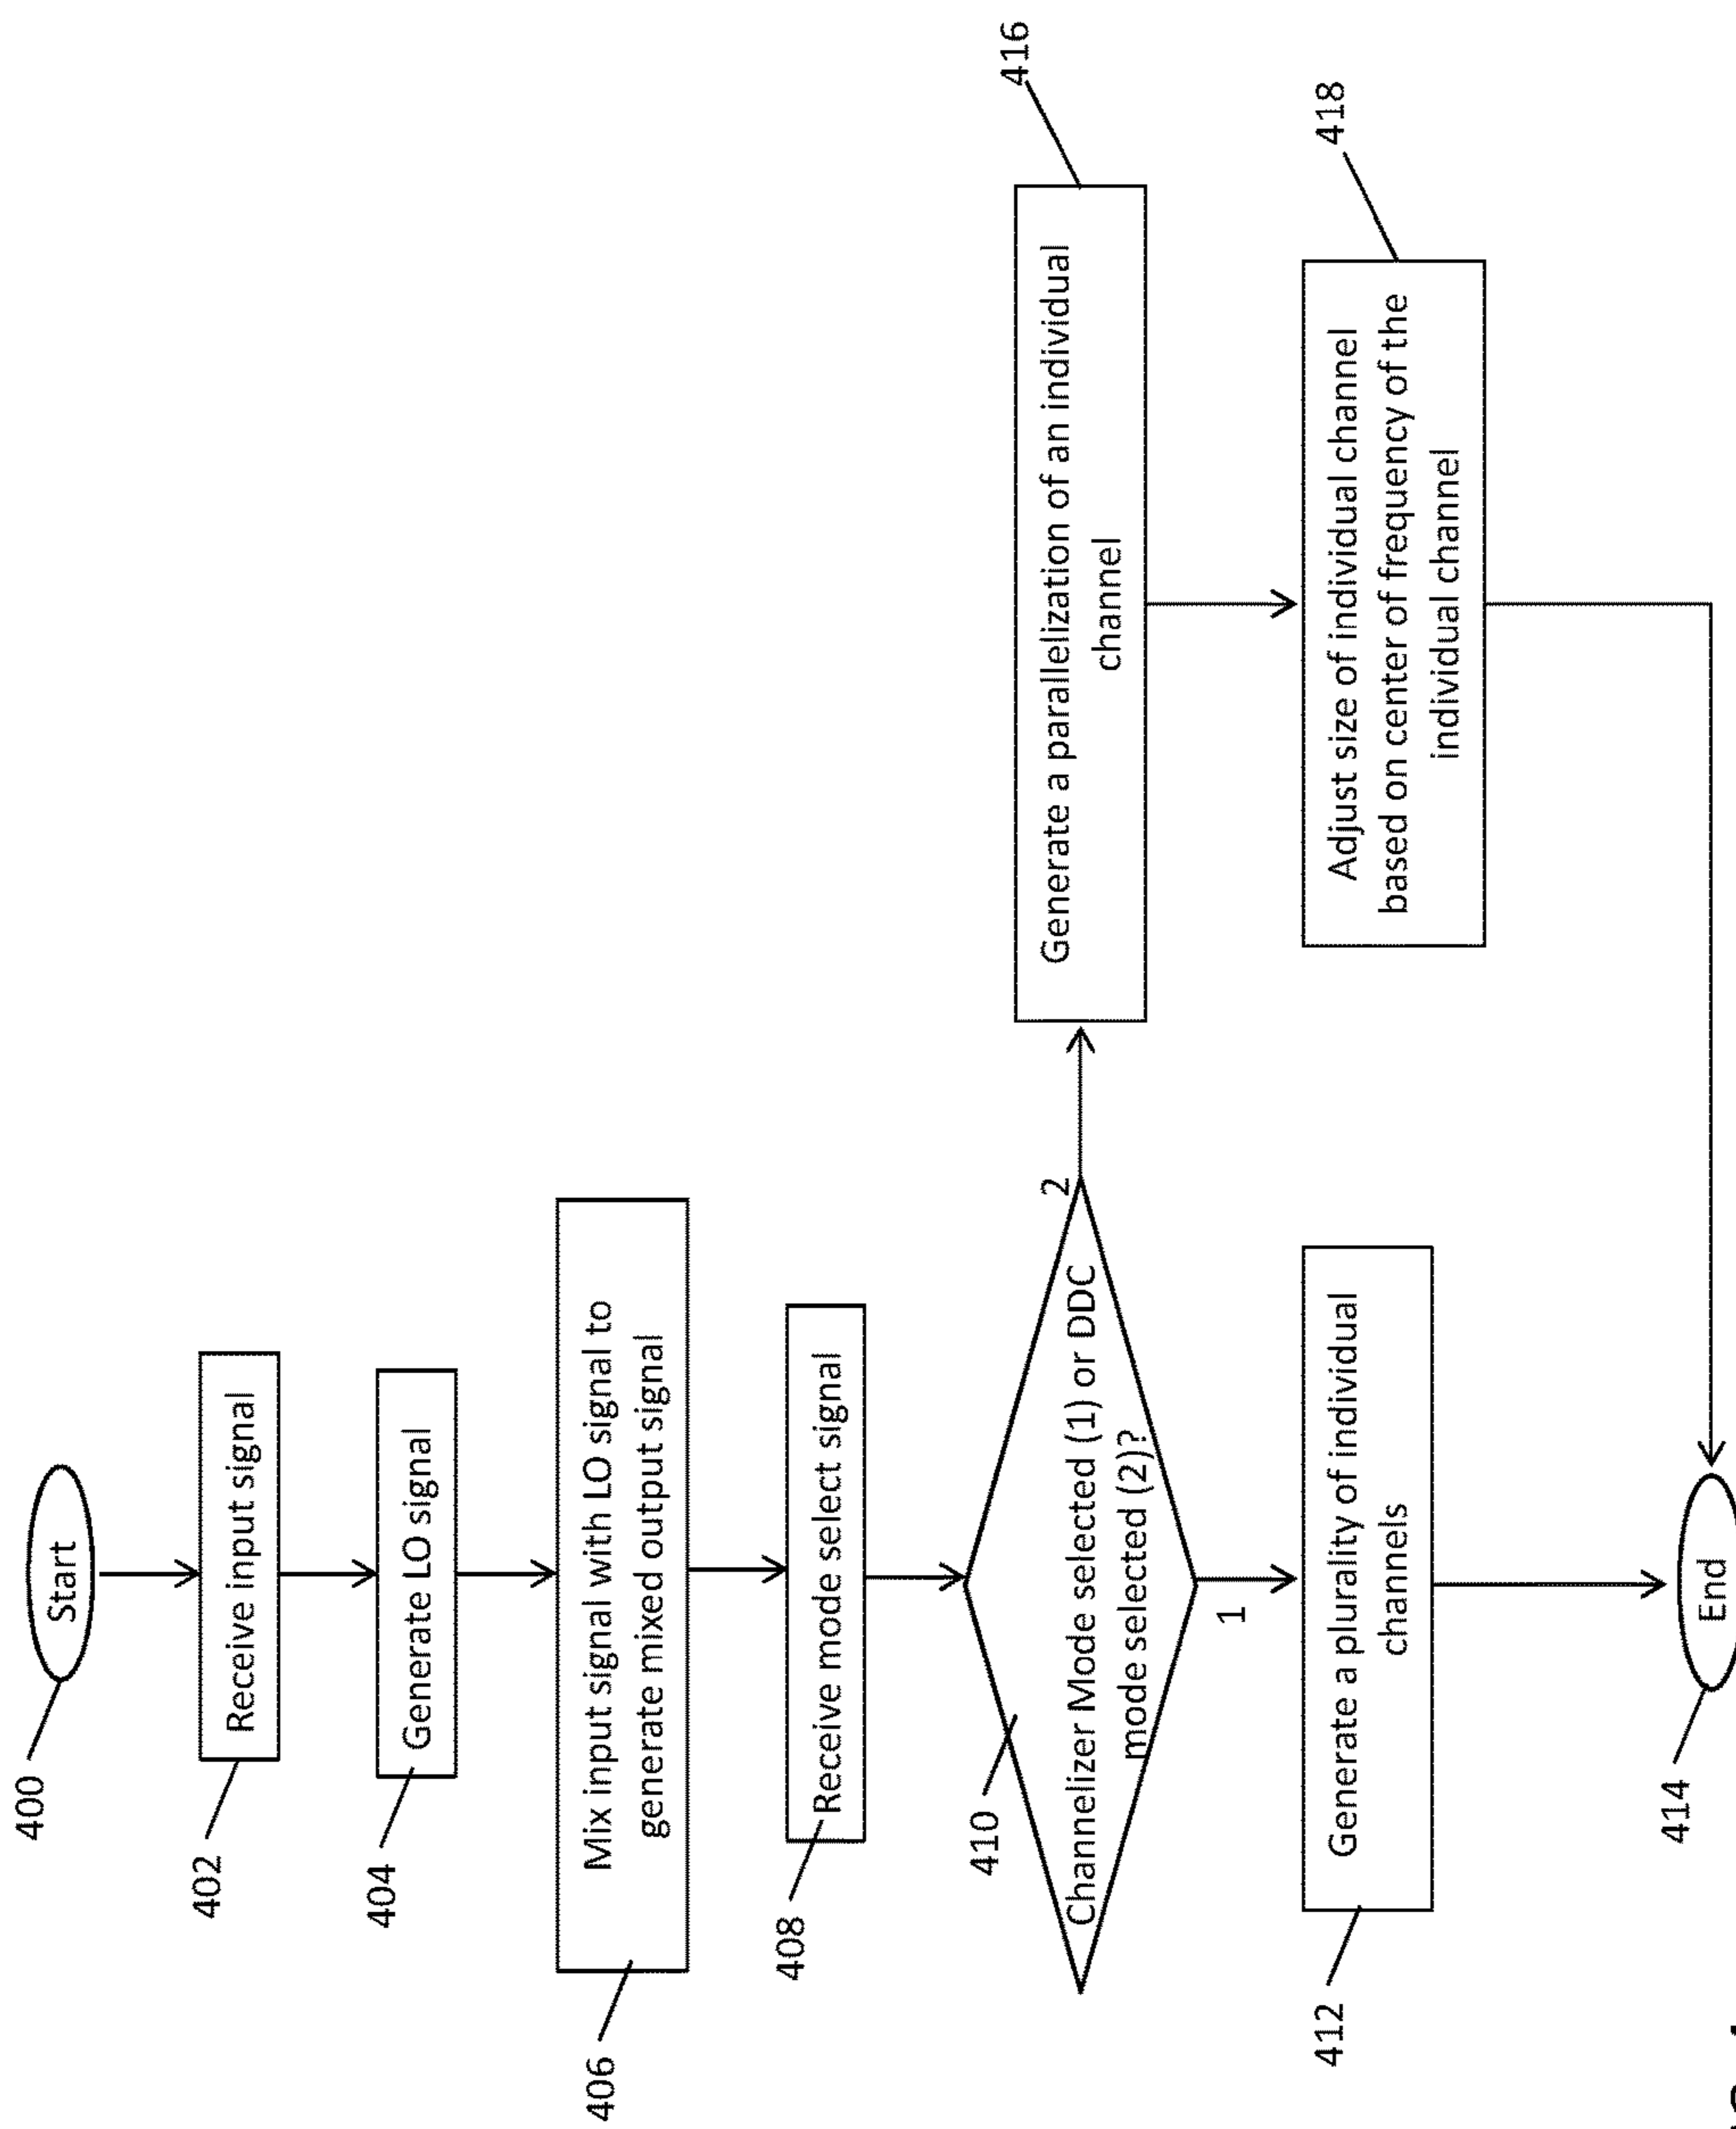 400
Start
402
Receive input signal
404
Generate LO signal
406
Mix input signal with LO signal to
generate mixed output signal
408
Receive mode select signal
410
Channelizer Mode selected (1) or DDC
mode selected (2)?
1
2
412
Generate a plurality of individual
channels
416
Generate a parallelization of an individual
channel
418
Adjust size of individual channel
based on center of frequency of the
individual channel
414
End